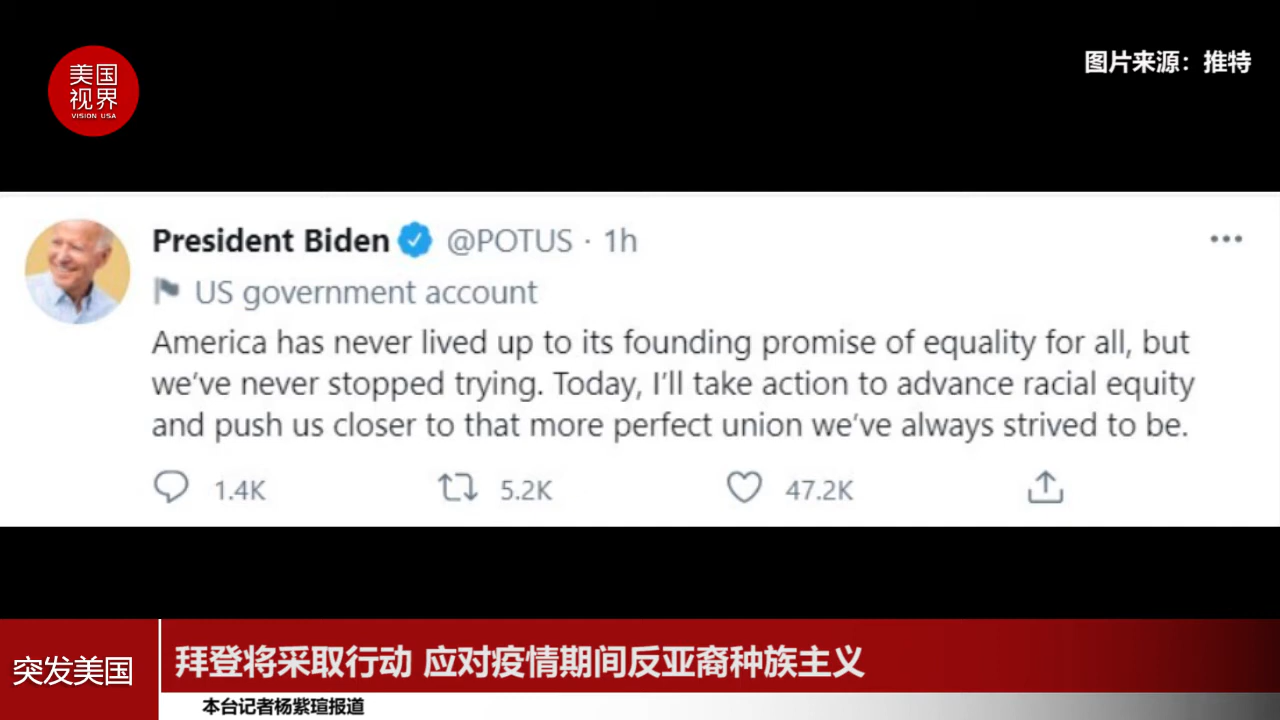 美国
视界
VISION USA
图片来源：推特
President Biden @POTUS · 1h
US government account
America has never lived up to its founding promise of equality for all, but
we’ve never stopped trying. Today, I’ll take action to advance racial equity
and push us closer to that more perfect union we’ve always strived to be.
1.4K 5.2K 47.2K
突发美国
拜登将采取行动 应对疫情期间反亚裔种族主义
本台记者杨紫瑄报道